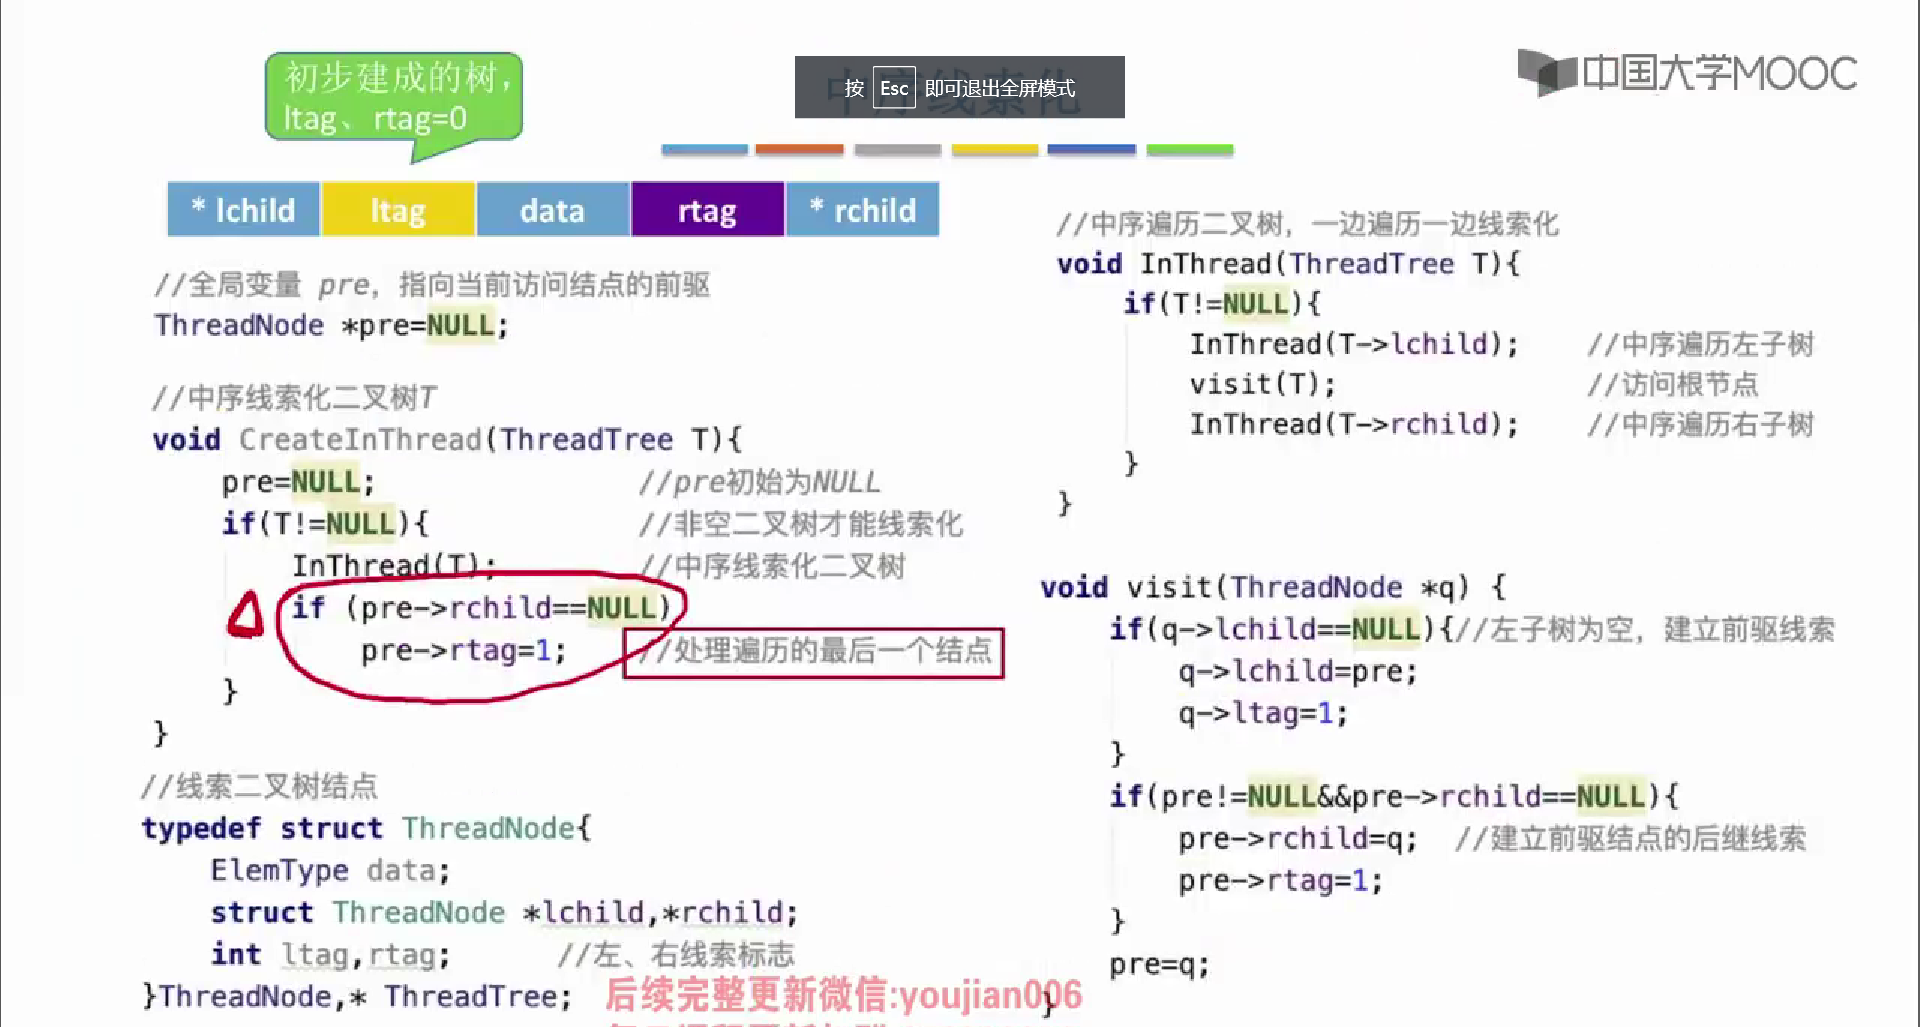 初步建成的树，
ltag、rtag=0
中序线索化
按 Esc 即可退出全屏模式
中国大学MOOC
* lchild ltag data rtag * rchild
//全局变量 pre，指向当前访问结点的前驱
ThreadNode *pre=NULL;
//中序线索化二叉树T
void CreateInThread(ThreadTree T){
pre=NULL; //pre初始为NULL
if(T!=NULL){ //非空二叉树才能线索化
InThread(T); //中序线索化二叉树
if (pre->rchild==NULL)
pre->rtag=1; //处理遍历的最后一个结点
}
}
//线索二叉树结点
typedef struct ThreadNode{
ElemType data;
struct ThreadNode *lchild,*rchild;
int ltag,rtag; //左、右线索标志
}ThreadNode,* ThreadTree;
//中序遍历二叉树，一边遍历一边线索化
void InThread(ThreadTree T){
if(T!=NULL){
InThread(T->lchild); //中序遍历左子树
visit(T); //访问根节点
InThread(T->rchild); //中序遍历右子树
}
}
void visit(ThreadNode *q) {
if(q->lchild==NULL){//左子树为空，建立前驱线索
q->lchild=pre;
q->ltag=1;
}
if(pre!=NULL&&pre->rchild==NULL){
pre->rchild=q; //建立前驱结点的后继线索
pre->rtag=1;
}
pre=q;
}
后续完整更新微信:youjian006